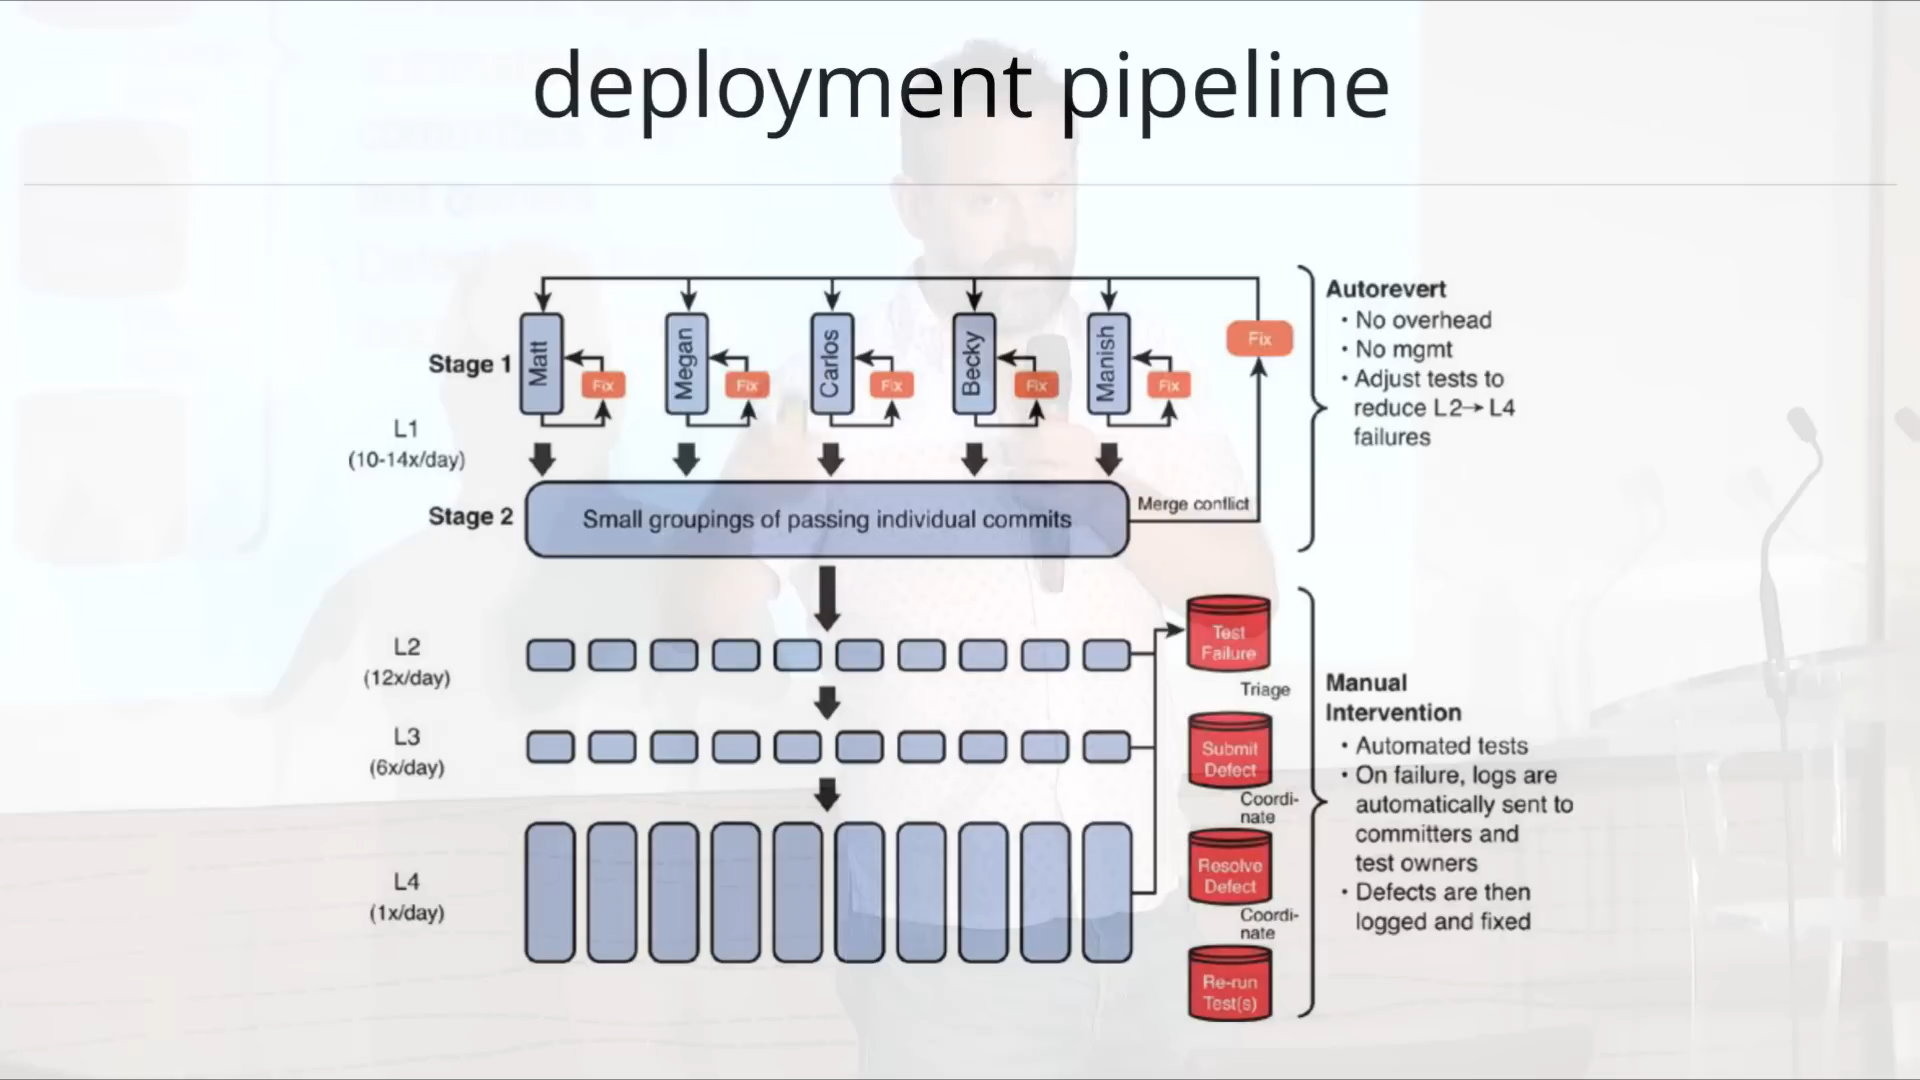 deployment pipeline
Stage 1
Matt
Fix
Megan
Fix
Carlos
Fix
Becky
Fix
Manish
Fix
Fix
L1
(10-14x/day)
Stage 2
Small groupings of passing individual commits
Merge conflict
Autorevert
• No overhead
• No mgmt
• Adjust tests to
reduce L2→L4
failures
L2
(12x/day)
L3
(6x/day)
L4
(1x/day)
Test
Failure
Triage
Submit
Defect
Coordi-
nate
Resolve
Defect
Coordi-
nate
Re-run
Test(s)
Manual
Intervention
• Automated tests
• On failure, logs are
automatically sent to
committers and
test owners
• Defects are then
logged and fixed